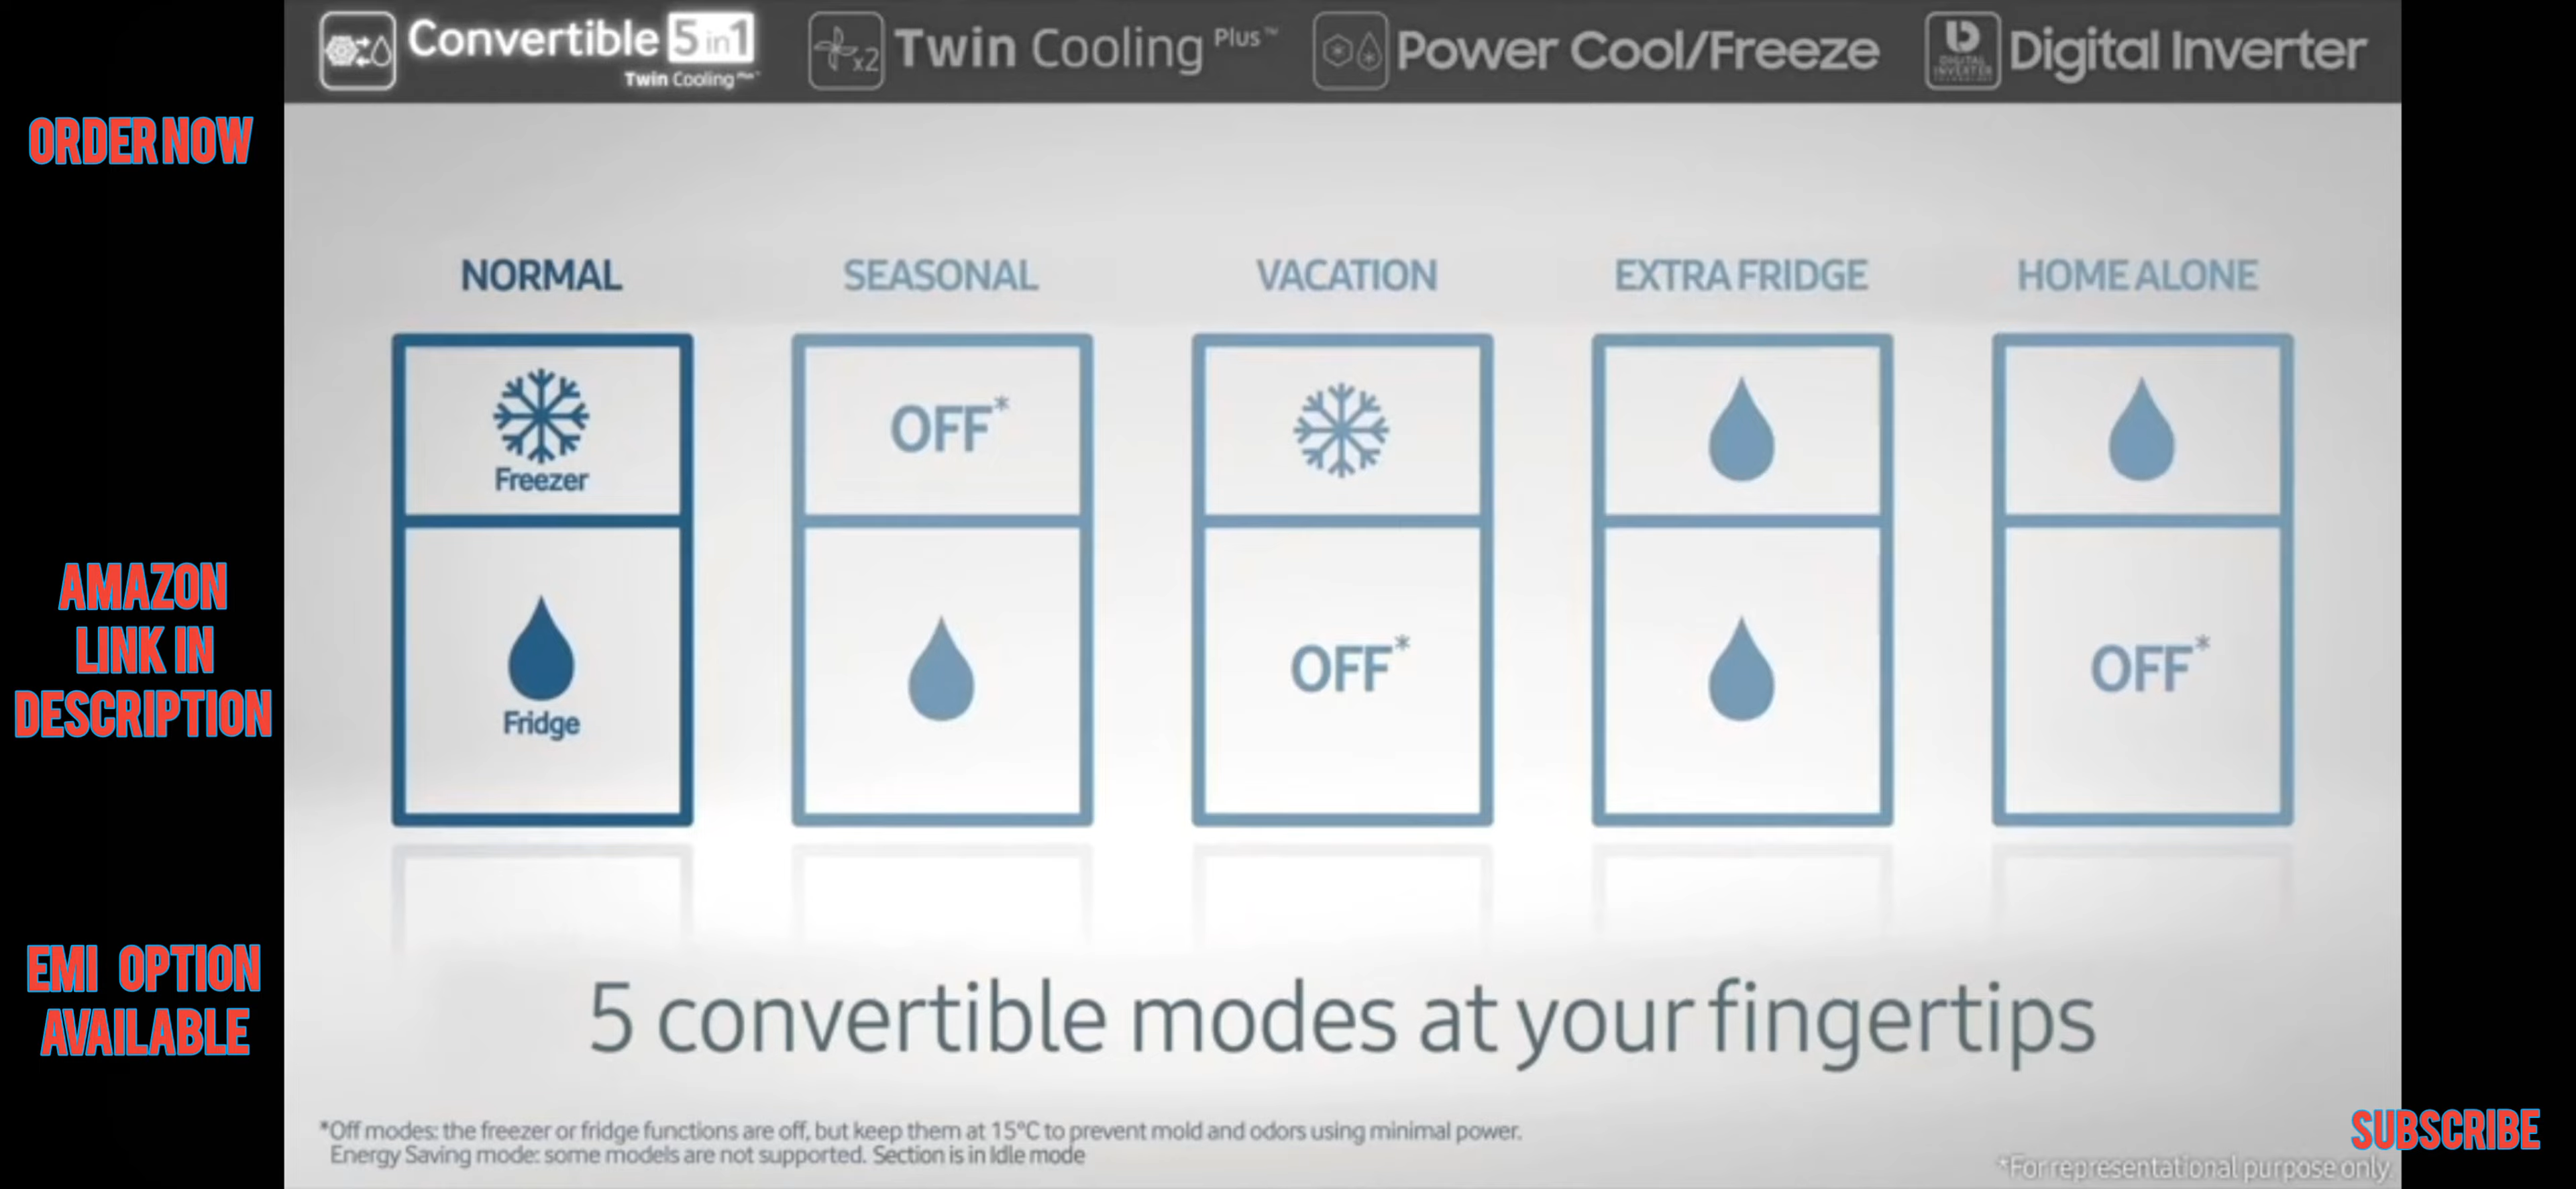 Convertible 5 in 1
Twin Cooling Plus™
x2 Twin Cooling Plus™
Power Cool/Freeze
DIGITAL
INVERTER
Digital Inverter
ORDER NOW
AMAZON
LINK IN
DESCRIPTION
EMI OPTION
AVAILABLE
NORMAL
Freezer
Fridge
SEASONAL
OFF*
VACATION
OFF*
EXTRA FRIDGE
HOME ALONE
OFF*
5 convertible modes at your fingertips
*Off modes: the freezer or fridge functions are off, but keep them at 15°C to prevent mold and odors using minimal power.
Energy Saving mode: some models are not supported. Section is in Idle mode
SUBSCRIBE
*For representational purpose only.